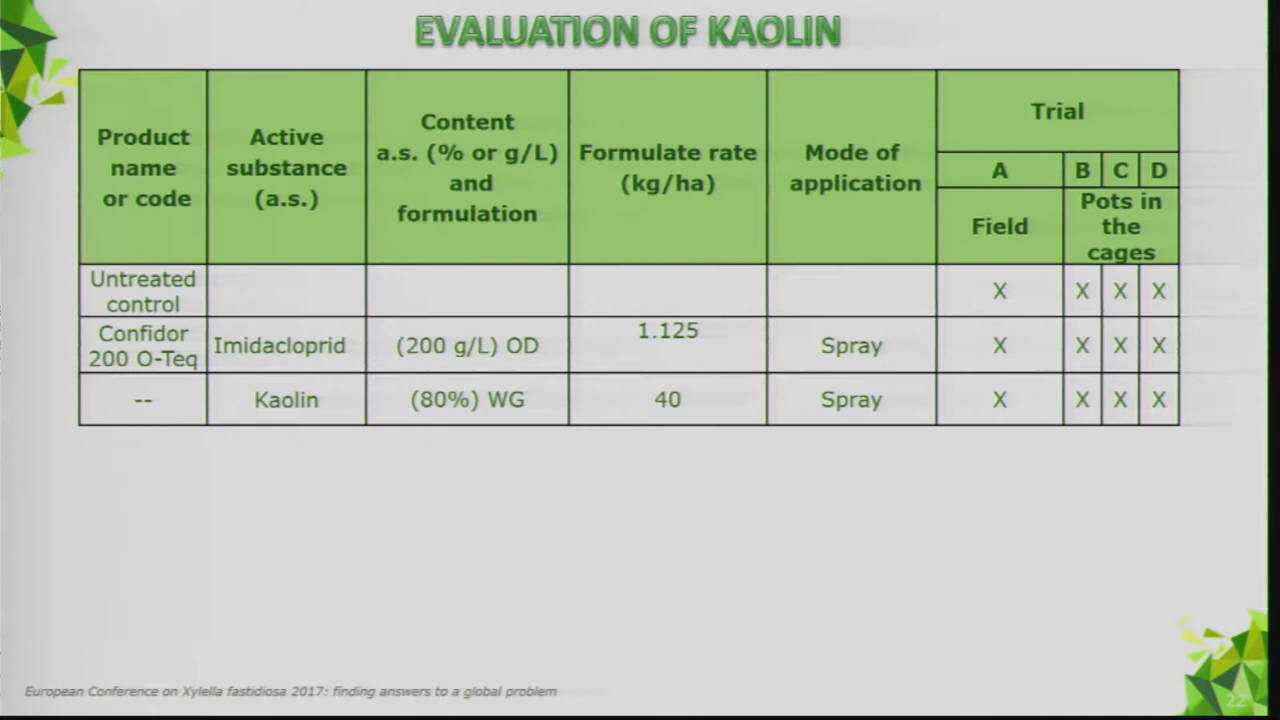 EVALUATION OF KAOLIN
Product
name
or code
Active
substance
(a.s.)
Content
a.s. (% or g/L)
and
formulation
Formulate rate
(kg/ha)
Mode of
application
Trial
A
B
C
D
Field
Pots in
the
cages
Untreated
control
X
X
X
X
Confidor
200 O-Teq
Imidacloprid
(200 g/L) OD
1.125
Spray
X
X
X
X
--
Kaolin
(80%) WG
40
Spray
X
X
X
X
European Conference on Xylella fastidiosa 2017: finding answers to a global problem
22